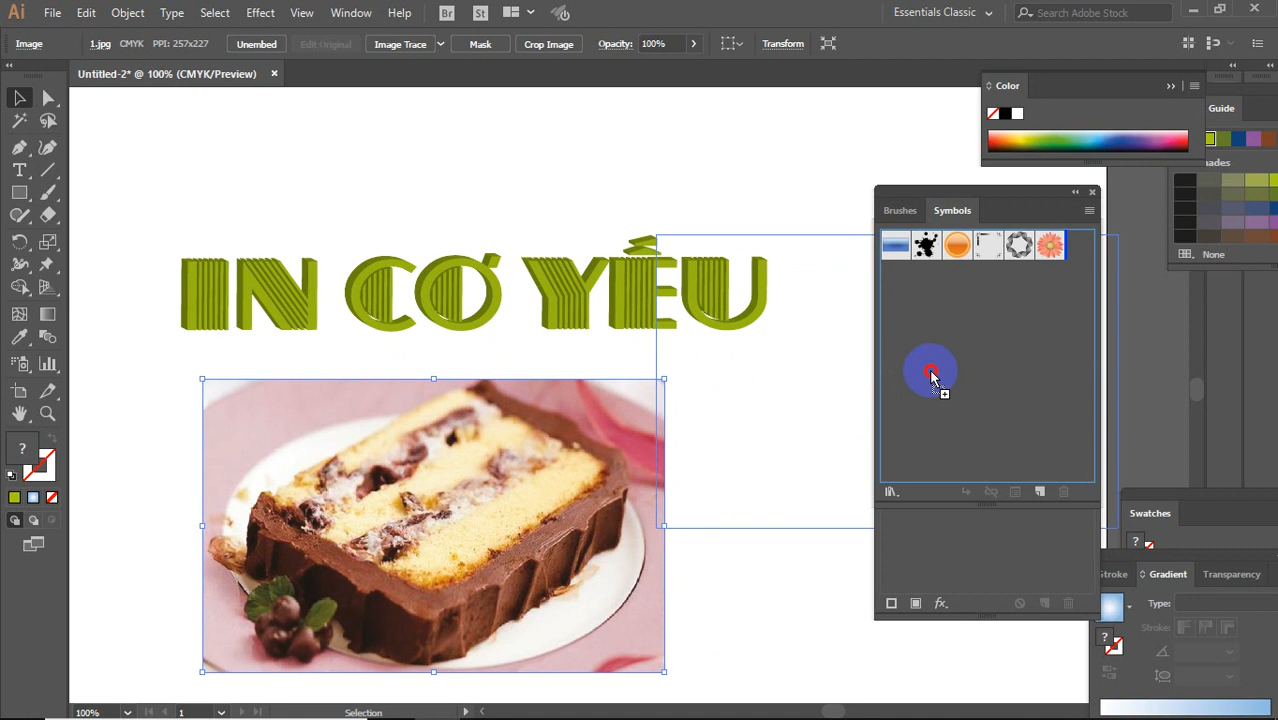 Ai File Edit Object Type Select Effect View Window Help Br St Essentials Classic Search Adobe Stock
Image 1.jpg CMYK PPI: 257x227 Unembed Edit Original Image Trace Mask Crop Image Opacity: 100% Transform
Untitled-2* @ 100% (CMYK/Preview)
Color
Guide
Brushes Symbols
None
IN CƠ YẾU
Swatches
Stroke Gradient Transparency
Type:
Stroke:
fx
100% 1 Selection